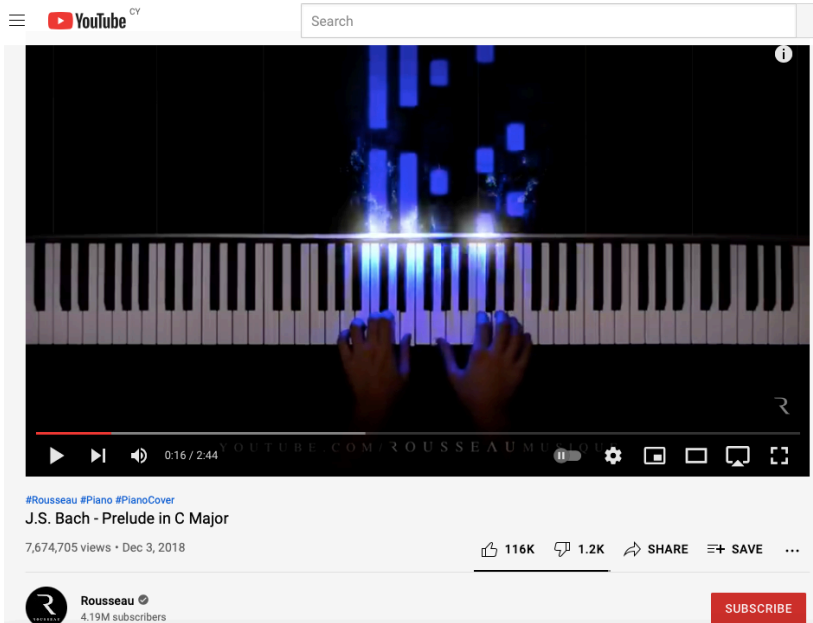 YouTube CY
Search
YOUTUBE.COM/ROUSSEAUMUSIQUE
0:16 / 2:44
#Rousseau #Piano #PianoCover
J.S. Bach - Prelude in C Major
7,674,705 views • Dec 3, 2018
116K
1.2K
SHARE
SAVE
Rousseau
4.19M subscribers
SUBSCRIBE